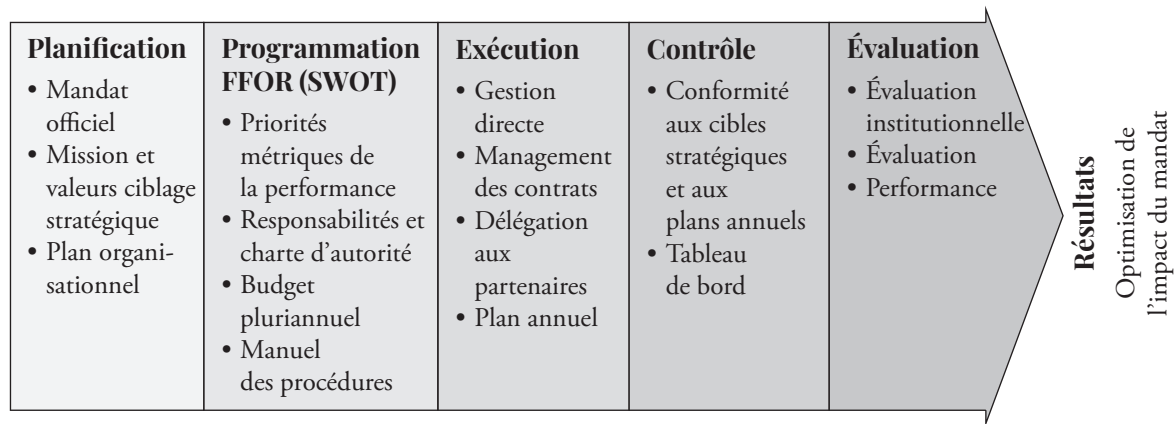 Planification
• Mandat
officiel
• Mission et
valeurs ciblage
stratégique
• Plan organi-
sationnel
Programmation
FFOR (SWOT)
• Priorités
métriques de
la performance
• Responsabilités et
charte d'autorité
• Budget
pluriannuel
• Manuel
des procédures
Exécution
• Gestion
directe
• Management
des contrats
• Délégation
aux
partenaires
• Plan annuel
Contrôle
• Conformité
aux cibles
stratégiques
et aux
plans annuels
• Tableau
de bord
Évaluation
• Évaluation
institutionnelle
• Évaluation
• Performance
Résultats
Optimisation de
l'impact du mandat